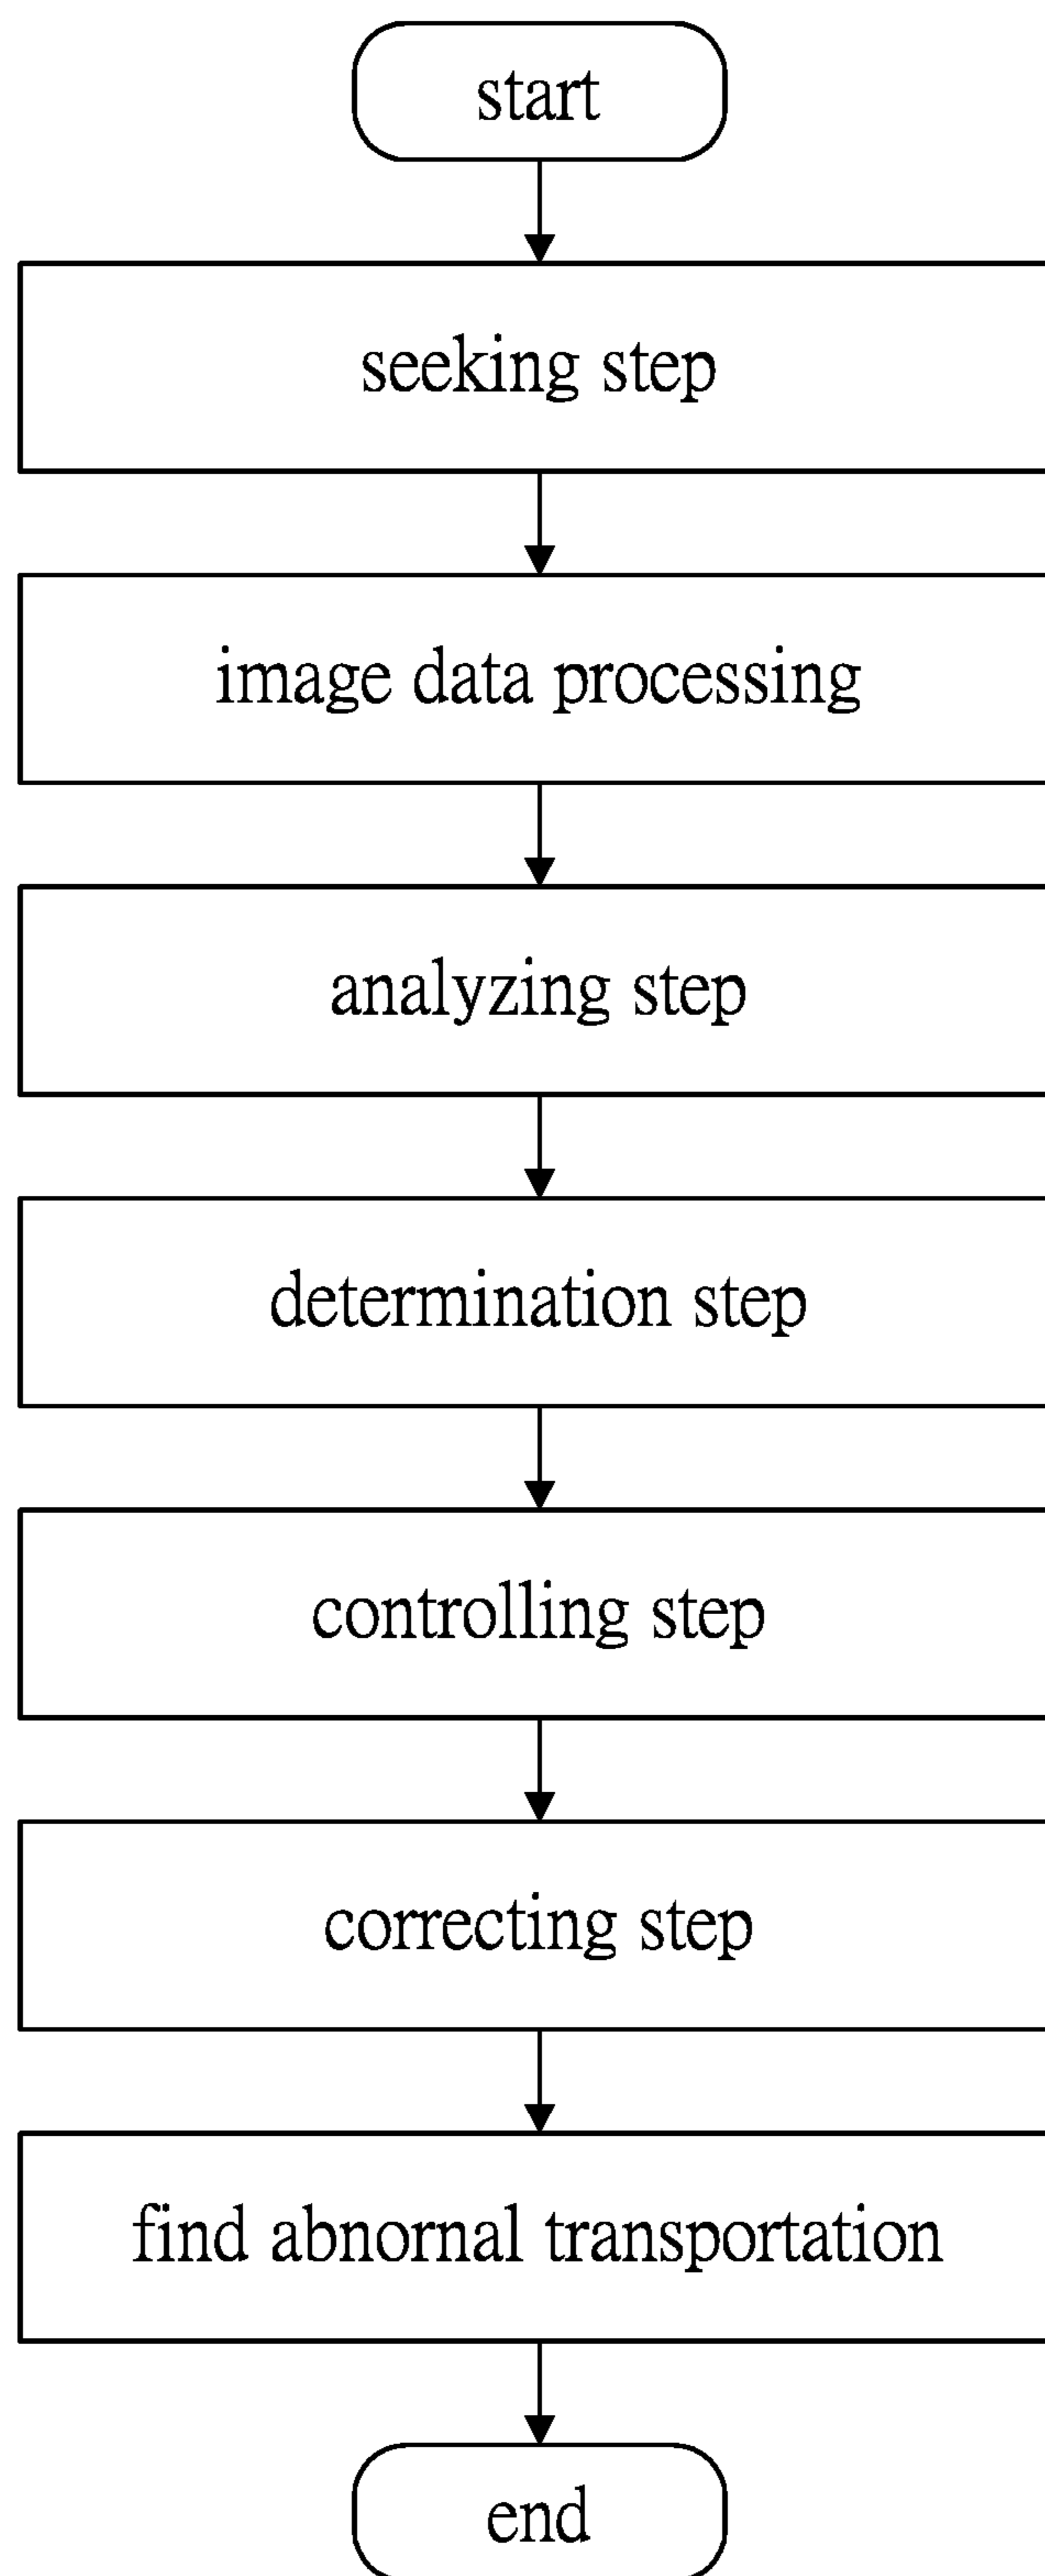 start
seeking step
image data processing
analyzing step
determination step
controlling step
correcting step
find abnornal transportation
end